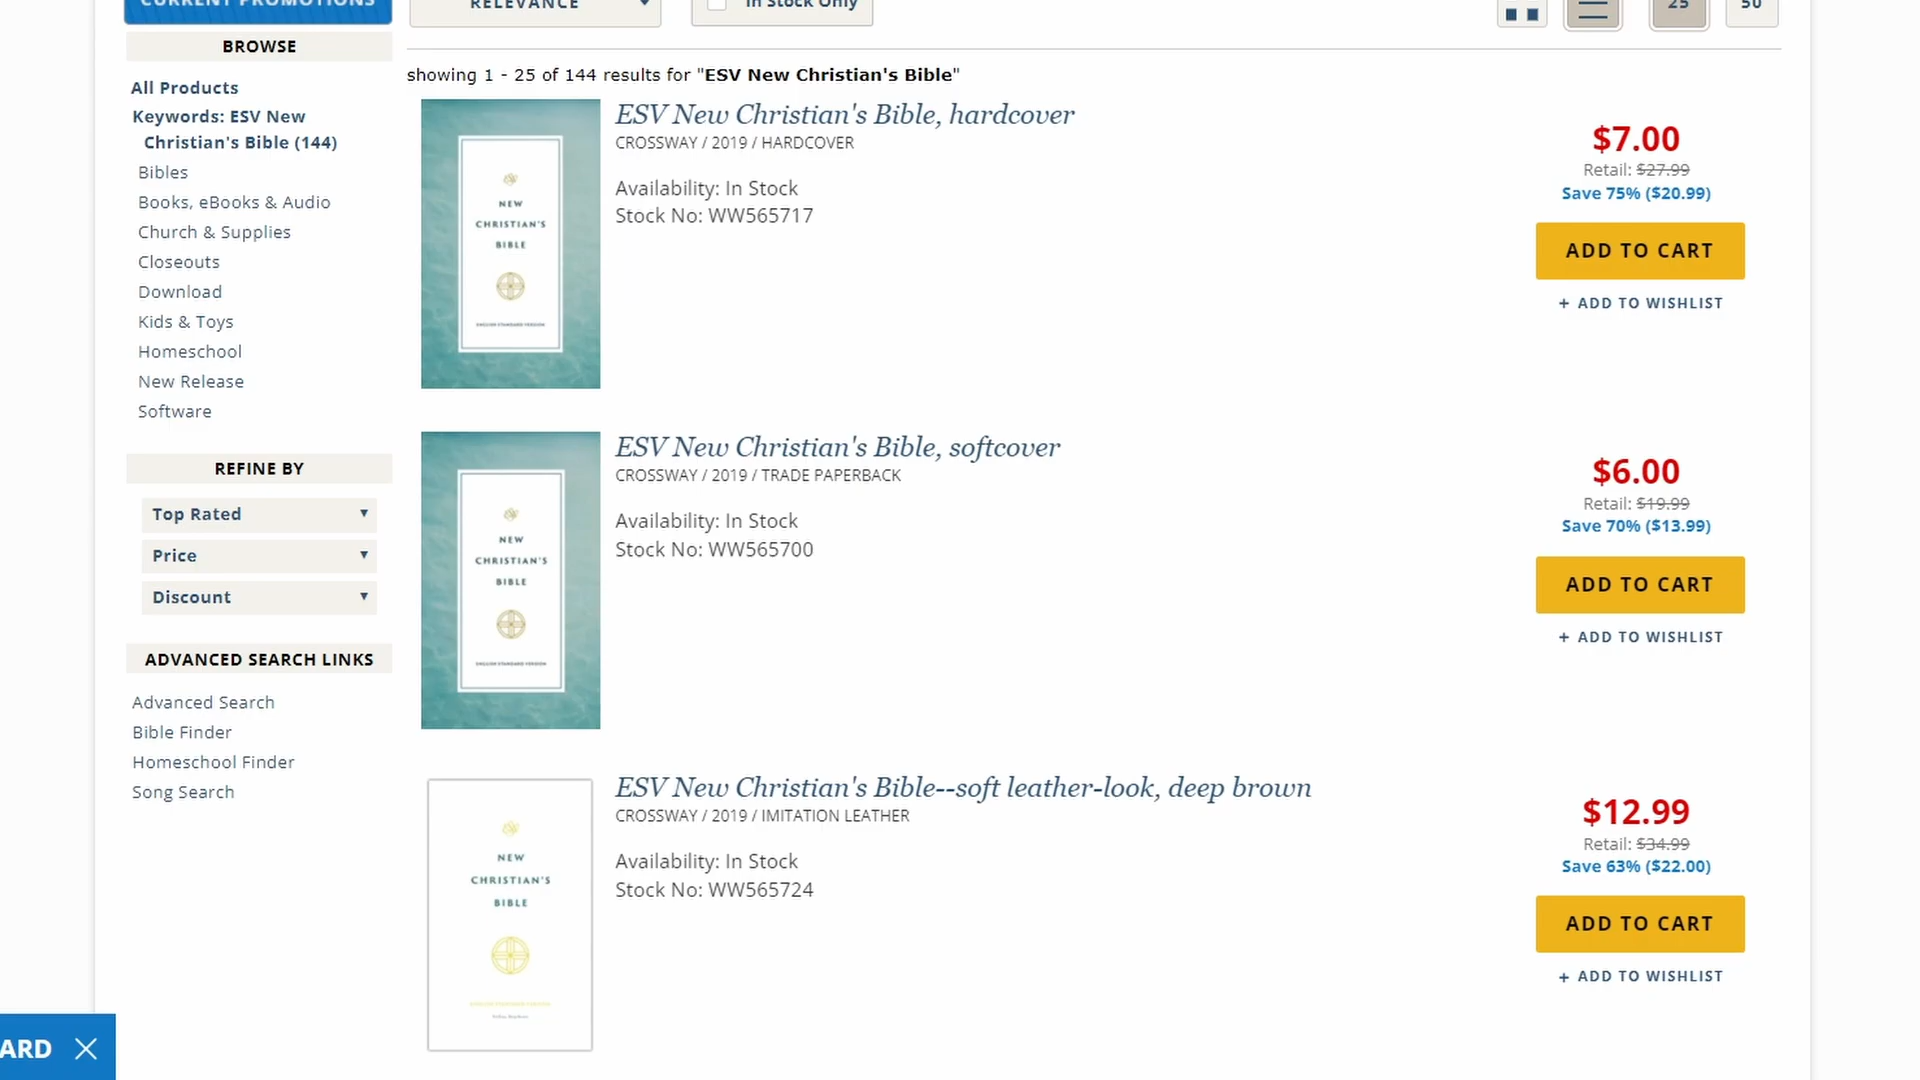 CURRENT PROMOTIONS
RELEVANCE
In Stock Only
25
50
BROWSE
All Products
Keywords: ESV New
Christian's Bible (144)
Bibles
Books, eBooks & Audio
Church & Supplies
Closeouts
Download
Kids & Toys
Homeschool
New Release
Software
REFINE BY
Top Rated
Price
Discount
ADVANCED SEARCH LINKS
Advanced Search
Bible Finder
Homeschool Finder
Song Search
showing 1 - 25 of 144 results for "ESV New Christian's Bible"
NEW
CHRISTIAN'S
BIBLE
ENGLISH STANDARD VERSION
ESV New Christian's Bible, hardcover
CROSSWAY / 2019 / HARDCOVER
Availability: In Stock
Stock No: WW565717
$7.00
Retail: $27.99
Save 75% ($20.99)
ADD TO CART
+ ADD TO WISHLIST
NEW
CHRISTIAN'S
BIBLE
ENGLISH STANDARD VERSION
ESV New Christian's Bible, softcover
CROSSWAY / 2019 / TRADE PAPERBACK
Availability: In Stock
Stock No: WW565700
$6.00
Retail: $19.99
Save 70% ($13.99)
ADD TO CART
+ ADD TO WISHLIST
NEW
CHRISTIAN'S
BIBLE
ESV New Christian's Bible--soft leather-look, deep brown
CROSSWAY / 2019 / IMITATION LEATHER
Availability: In Stock
Stock No: WW565724
$12.99
Retail: $34.99
Save 63% ($22.00)
ADD TO CART
+ ADD TO WISHLIST
ARD